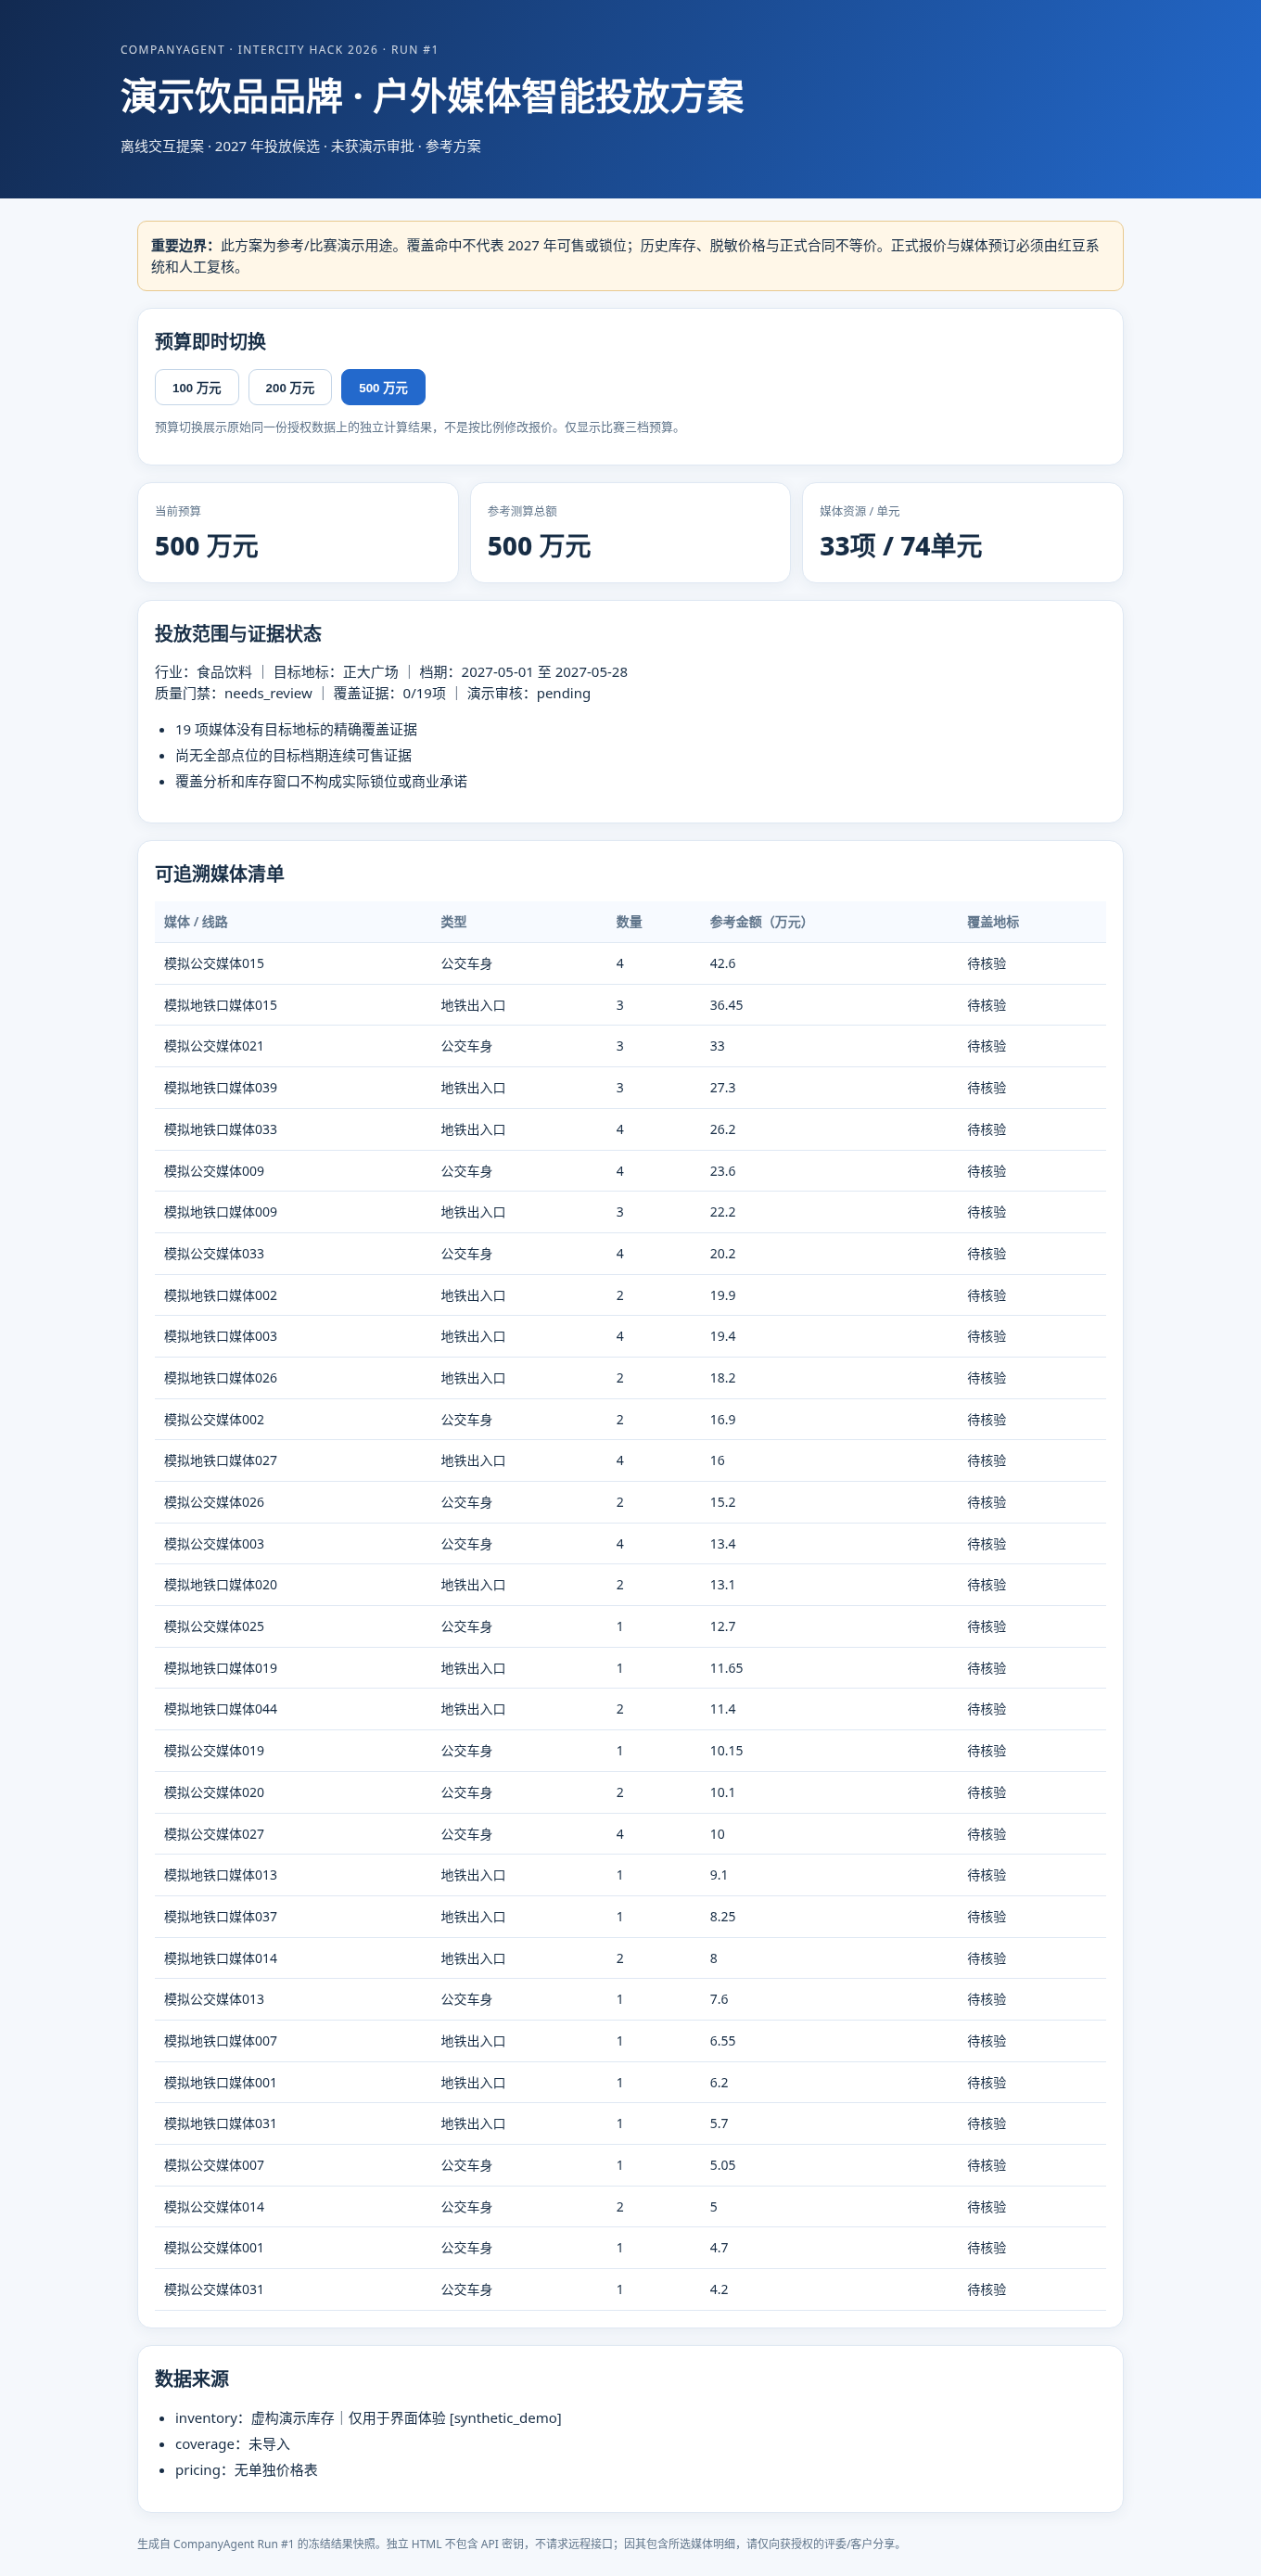 COMPANYAGENT · INTERCITY HACK 2026 · RUN #1
演示饮品品牌 · 户外媒体智能投放方案
离线交互提案 · 2027 年投放候选 · 未获演示审批 · 参考方案
重要边界：此方案为参考/比赛演示用途。覆盖命中不代表 2027 年可售或锁位；历史库存、脱敏价格与正式合同不等价。正式报价与媒体预订必须由红豆系
统和人工复核。
预算即时切换
100 万元 200 万元 500 万元
预算切换展示原始同一份授权数据上的独立计算结果，不是按比例修改报价。仅显示比赛三档预算。
当前预算 参考测算总额 媒体资源 / 单元
500 万元 500 万元 33项 / 74单元
投放范围与证据状态
行业：食品饮料 ｜ 目标地标：正大广场 ｜ 档期：2027-05-01 至 2027-05-28
质量门禁：needs_review ｜ 覆盖证据：0/19项 ｜ 演示审核：pending
• 19 项媒体没有目标地标的精确覆盖证据
• 尚无全部点位的目标档期连续可售证据
• 覆盖分析和库存窗口不构成实际锁位或商业承诺
可追溯媒体清单
媒体 / 线路 类型 数量 参考金额（万元） 覆盖地标
模拟公交媒体015 公交车身 4 42.6 待核验
模拟地铁口媒体015 地铁出入口 3 36.45 待核验
模拟公交媒体021 公交车身 3 33 待核验
模拟地铁口媒体039 地铁出入口 3 27.3 待核验
模拟地铁口媒体033 地铁出入口 4 26.2 待核验
模拟公交媒体009 公交车身 4 23.6 待核验
模拟地铁口媒体009 地铁出入口 3 22.2 待核验
模拟公交媒体033 公交车身 4 20.2 待核验
模拟地铁口媒体002 地铁出入口 2 19.9 待核验
模拟地铁口媒体003 地铁出入口 4 19.4 待核验
模拟地铁口媒体026 地铁出入口 2 18.2 待核验
模拟公交媒体002 公交车身 2 16.9 待核验
模拟地铁口媒体027 地铁出入口 4 16 待核验
模拟公交媒体026 公交车身 2 15.2 待核验
模拟公交媒体003 公交车身 4 13.4 待核验
模拟地铁口媒体020 地铁出入口 2 13.1 待核验
模拟公交媒体025 公交车身 1 12.7 待核验
模拟地铁口媒体019 地铁出入口 1 11.65 待核验
模拟地铁口媒体044 地铁出入口 2 11.4 待核验
模拟公交媒体019 公交车身 1 10.15 待核验
模拟公交媒体020 公交车身 2 10.1 待核验
模拟公交媒体027 公交车身 4 10 待核验
模拟地铁口媒体013 地铁出入口 1 9.1 待核验
模拟地铁口媒体037 地铁出入口 1 8.25 待核验
模拟地铁口媒体014 地铁出入口 2 8 待核验
模拟公交媒体013 公交车身 1 7.6 待核验
模拟地铁口媒体007 地铁出入口 1 6.55 待核验
模拟地铁口媒体001 地铁出入口 1 6.2 待核验
模拟地铁口媒体031 地铁出入口 1 5.7 待核验
模拟公交媒体007 公交车身 1 5.05 待核验
模拟公交媒体014 公交车身 2 5 待核验
模拟公交媒体001 公交车身 1 4.7 待核验
模拟公交媒体031 公交车身 1 4.2 待核验
数据来源
• inventory：虚构演示库存｜仅用于界面体验 [synthetic_demo]
• coverage：未导入
• pricing：无单独价格表
生成自 CompanyAgent Run #1 的冻结结果快照。独立 HTML 不包含 API 密钥，不请求远程接口；因其包含所选媒体明细，请仅向获授权的评委/客户分享。